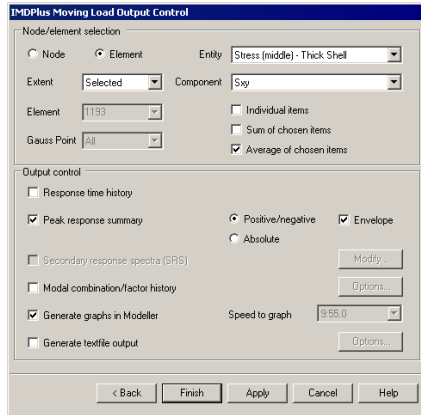 IMDPlus Moving Load Output Control
Node/element selection
Node Element Entity Stress (middle) - Thick Shell
Extent Selected Component Sxy
Element 1193 Individual items
Sum of chosen items
Gauss Point All Average of chosen items
Output control
Response time history
Peak response summary Positive/negative Envelope
Absolute
Secondary response spectra (SRS) Modify...
Modal combination/factor history Options...
Generate graphs in Modeller Speed to graph 9:55.0
Generate textfile output Options...
< Back Finish Apply Cancel Help